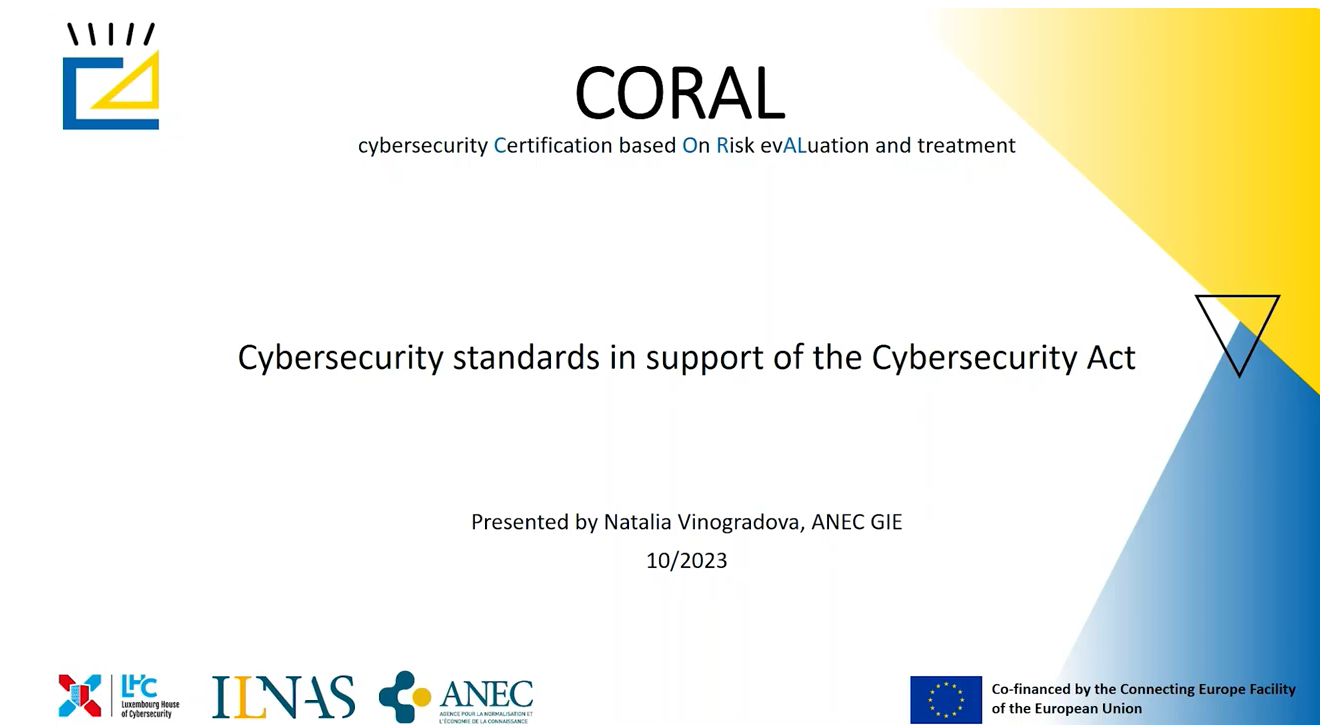 CORAL
cybersecurity Certification based On Risk evALuation and treatment
Cybersecurity standards in support of the Cybersecurity Act
Presented by Natalia Vinogradova, ANEC GIE
10/2023
LHC
Luxembourg House
of Cybersecurity
ILNAS
ANEC
AGENCE POUR LA NORMALISATION ET
L'ÉCONOMIE DE LA CONNAISSANCE
Co-financed by the Connecting Europe Facility
of the European Union